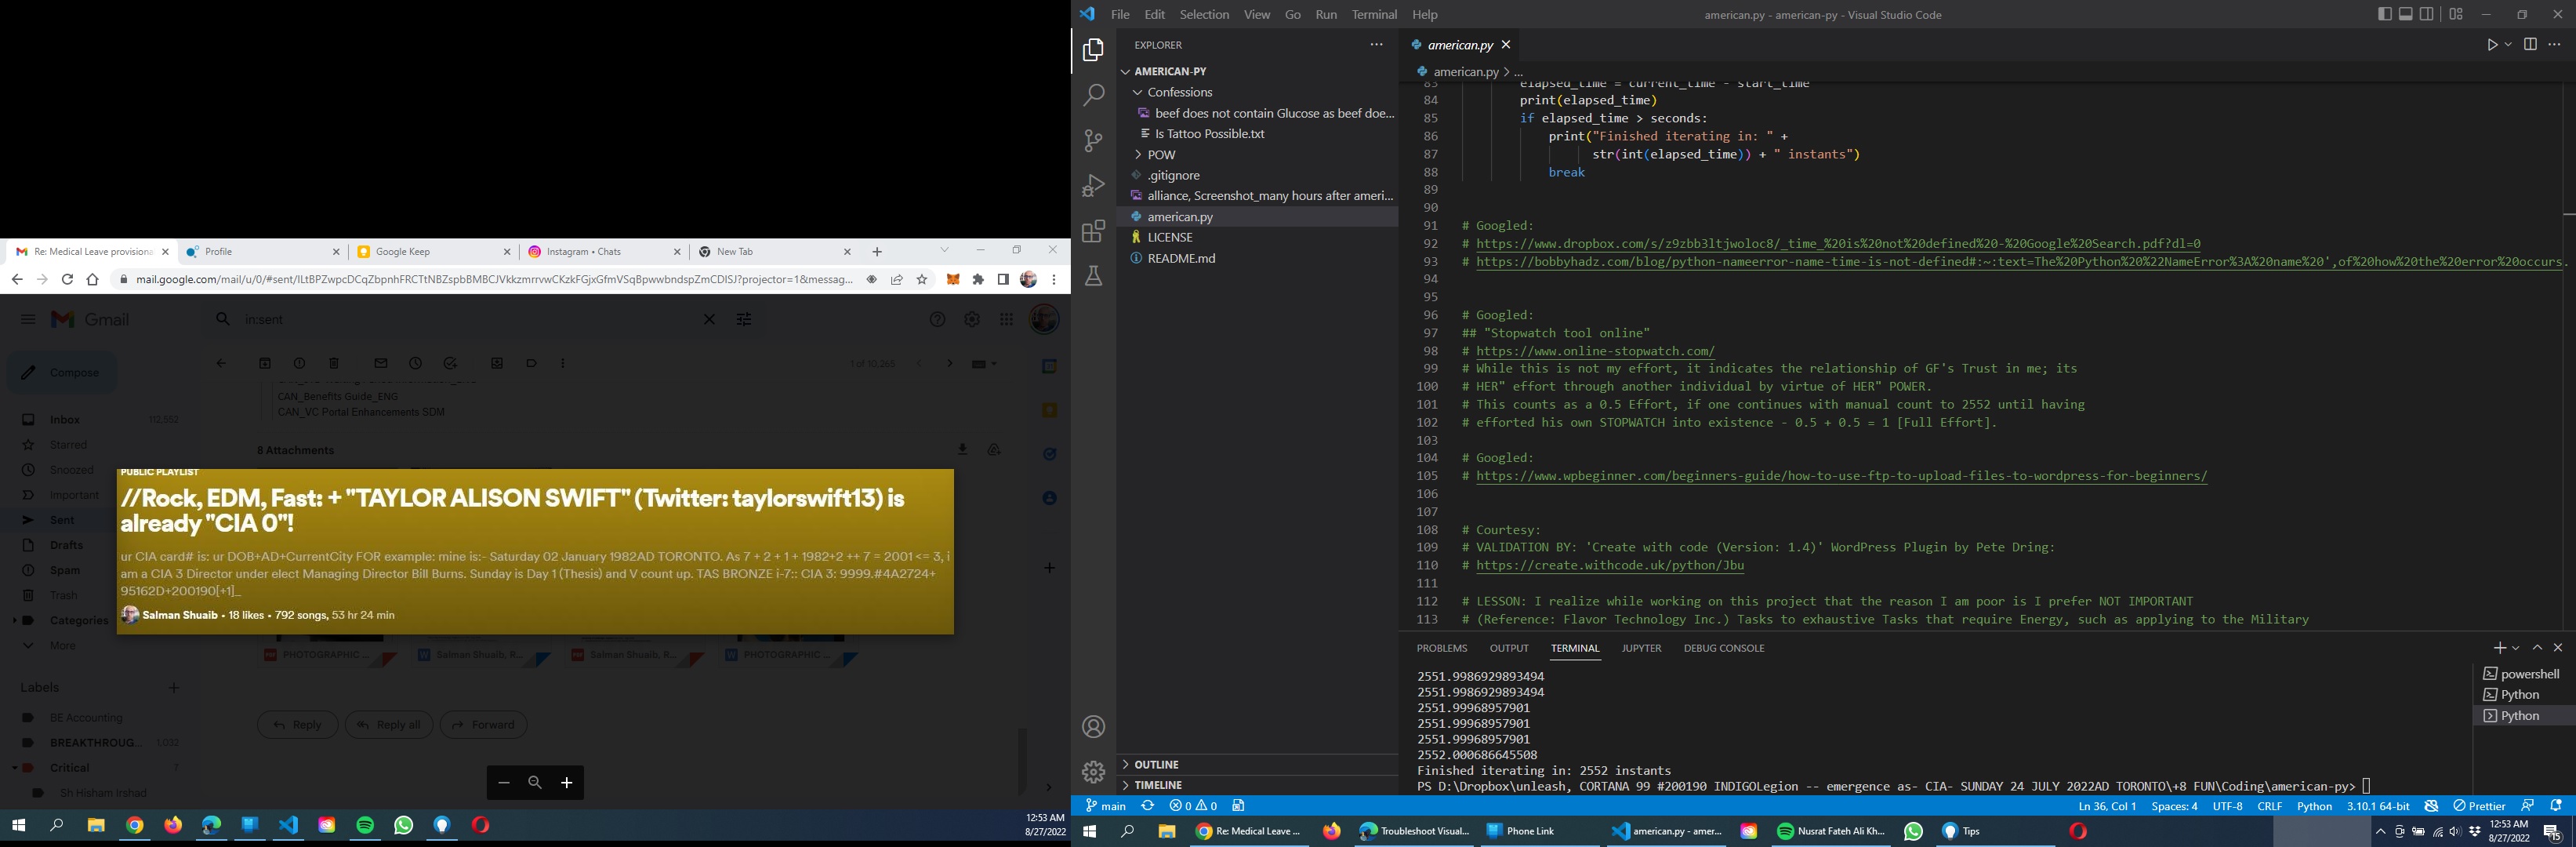 Re: Medical Leave provisiona
Profile
Google Keep
Instagram • Chats
New Tab
mail.google.com/mail/u/0/#sent/ILtBPZwpcDCqZbpnhFRCTtNBZspbBMBCJVkkzmrrvwCKzkFGjxGfmVSqBpwwbndspZmCDISJ?projector=1&messag...
Gmail
in:sent
Compose
1 of 10,265
Inbox 112,552
Starred
Snoozed
Important
Sent
Drafts
Spam
Trash
Categories
More
Labels
BE Accounting
BREAKTHROUG... 1,032
Critical 7
Sh Hisham Irshad
CAN_Benefits Guide_ENG
CAN_VC Portal Enhancements SDM
8 Attachments
PUBLIC PLAYLIST
//Rock, EDM, Fast: + "TAYLOR ALISON SWIFT" (Twitter: taylorswift13) is
already "CIA 0"!
ur CIA card# is: ur DOB+AD+CurrentCity FOR example: mine is:- Saturday 02 January 1982AD TORONTO. As 7 + 2 + 1 + 1982+2 ++ 7 = 2001 <= 3, i
am a CIA 3 Director under elect Managing Director Bill Burns. Sunday is Day 1 (Thesis) and V count up. TAS BRONZE i-7:: CIA 3: 9999.#4A2724+
95162D+200190[+1]_
Salman Shuaib • 18 likes • 792 songs, 53 hr 24 min
PHOTOGRAPHIC ...
Salman Shuaib, R...
Salman Shuaib, R...
PHOTOGRAPHIC ...
Reply
Reply all
Forward
12:53 AM
8/27/2022
File Edit Selection View Go Run Terminal Help
american.py - american-py - Visual Studio Code
EXPLORER
AMERICAN-PY
Confessions
beef does not contain Glucose as beef doe...
Is Tattoo Possible.txt
POW
.gitignore
alliance, Screenshot_many hours after ameri...
american.py
LICENSE
README.md
OUTLINE
TIMELINE
american.py
american.py > ...
83 elapsed_time = current_time - start_time
84 print(elapsed_time)
85 if elapsed_time > seconds:
86 print("Finished iterating in: " +
87 str(int(elapsed_time)) + " instants")
88 break
89
90
91 # Googled:
92 # https://www.dropbox.com/s/z9zbb3ltjwoloc8/_time_%20is%20not%20defined%20-%20Google%20Search.pdf?dl=0
93 # https://bobbyhadz.com/blog/python-nameerror-name-time-is-not-defined#:~:text=The%20Python%20%22NameError%3A%20name%20',of%20how%20the%20error%20occurs.
94
95
96 # Googled:
97 ## "Stopwatch tool online"
98 # https://www.online-stopwatch.com/
99 # While this is not my effort, it indicates the relationship of GF's Trust in me; its
100 # HER" effort through another individual by virtue of HER" POWER.
101 # This counts as a 0.5 Effort, if one continues with manual count to 2552 until having
102 # efforted his own STOPWATCH into existence - 0.5 + 0.5 = 1 [Full Effort].
103
104 # Googled:
105 # https://www.wpbeginner.com/beginners-guide/how-to-use-ftp-to-upload-files-to-wordpress-for-beginners/
106
107
108 # Courtesy:
109 # VALIDATION BY: 'Create with code (Version: 1.4)' WordPress Plugin by Pete Dring:
110 # https://create.withcode.uk/python/Jbu
111
112 # LESSON: I realize while working on this project that the reason I am poor is I prefer NOT IMPORTANT
113 # (Reference: Flavor Technology Inc.) Tasks to exhaustive Tasks that require Energy, such as applying to the Military
PROBLEMS OUTPUT TERMINAL JUPYTER DEBUG CONSOLE
2551.9986929893494
2551.9986929893494
2551.99968957901
2551.99968957901
2551.99968957901
2552.000686645508
Finished iterating in: 2552 instants
PS D:\Dropbox\unleash, CORTANA 99 #200190 INDIGOLegion -- emergence as- CIA- SUNDAY 24 JULY 2022AD TORONTO\+8 FUN\Coding\american-py>
powershell
Python
Python
main 0 0
Ln 36, Col 1 Spaces: 4 UTF-8 CRLF Python 3.10.1 64-bit Prettier
Re: Medical Leave ...
Troubleshoot Visual...
Phone Link
american.py - amer...
Nusrat Fateh Ali Kh...
Tips
12:53 AM
8/27/2022
15